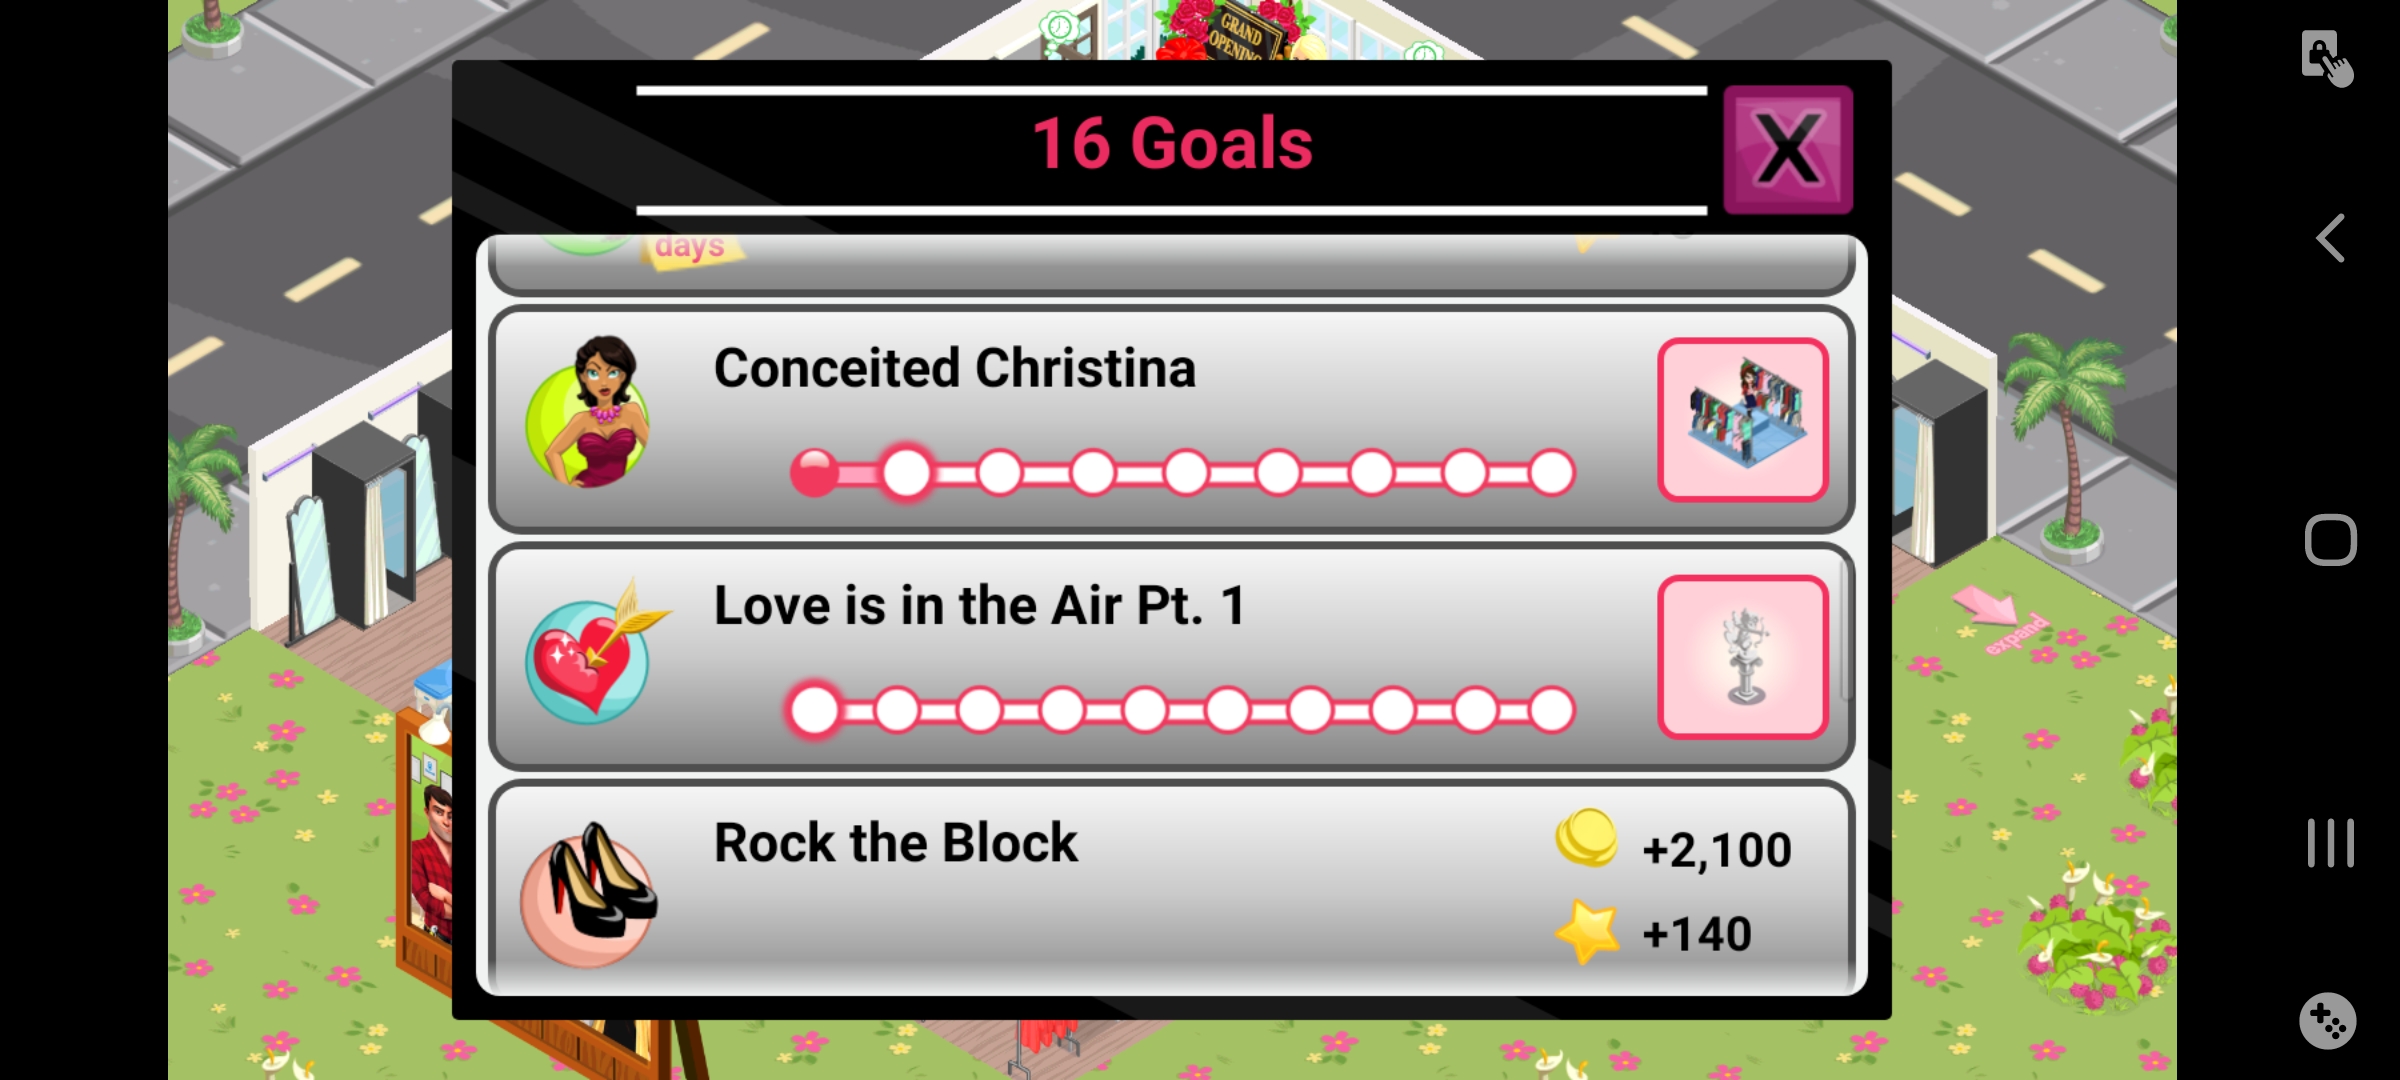 GRAND
OPENING
16 Goals
X
days
Conceited Christina
Love is in the Air Pt. 1
expand
Rock the Block
+2,100
+140